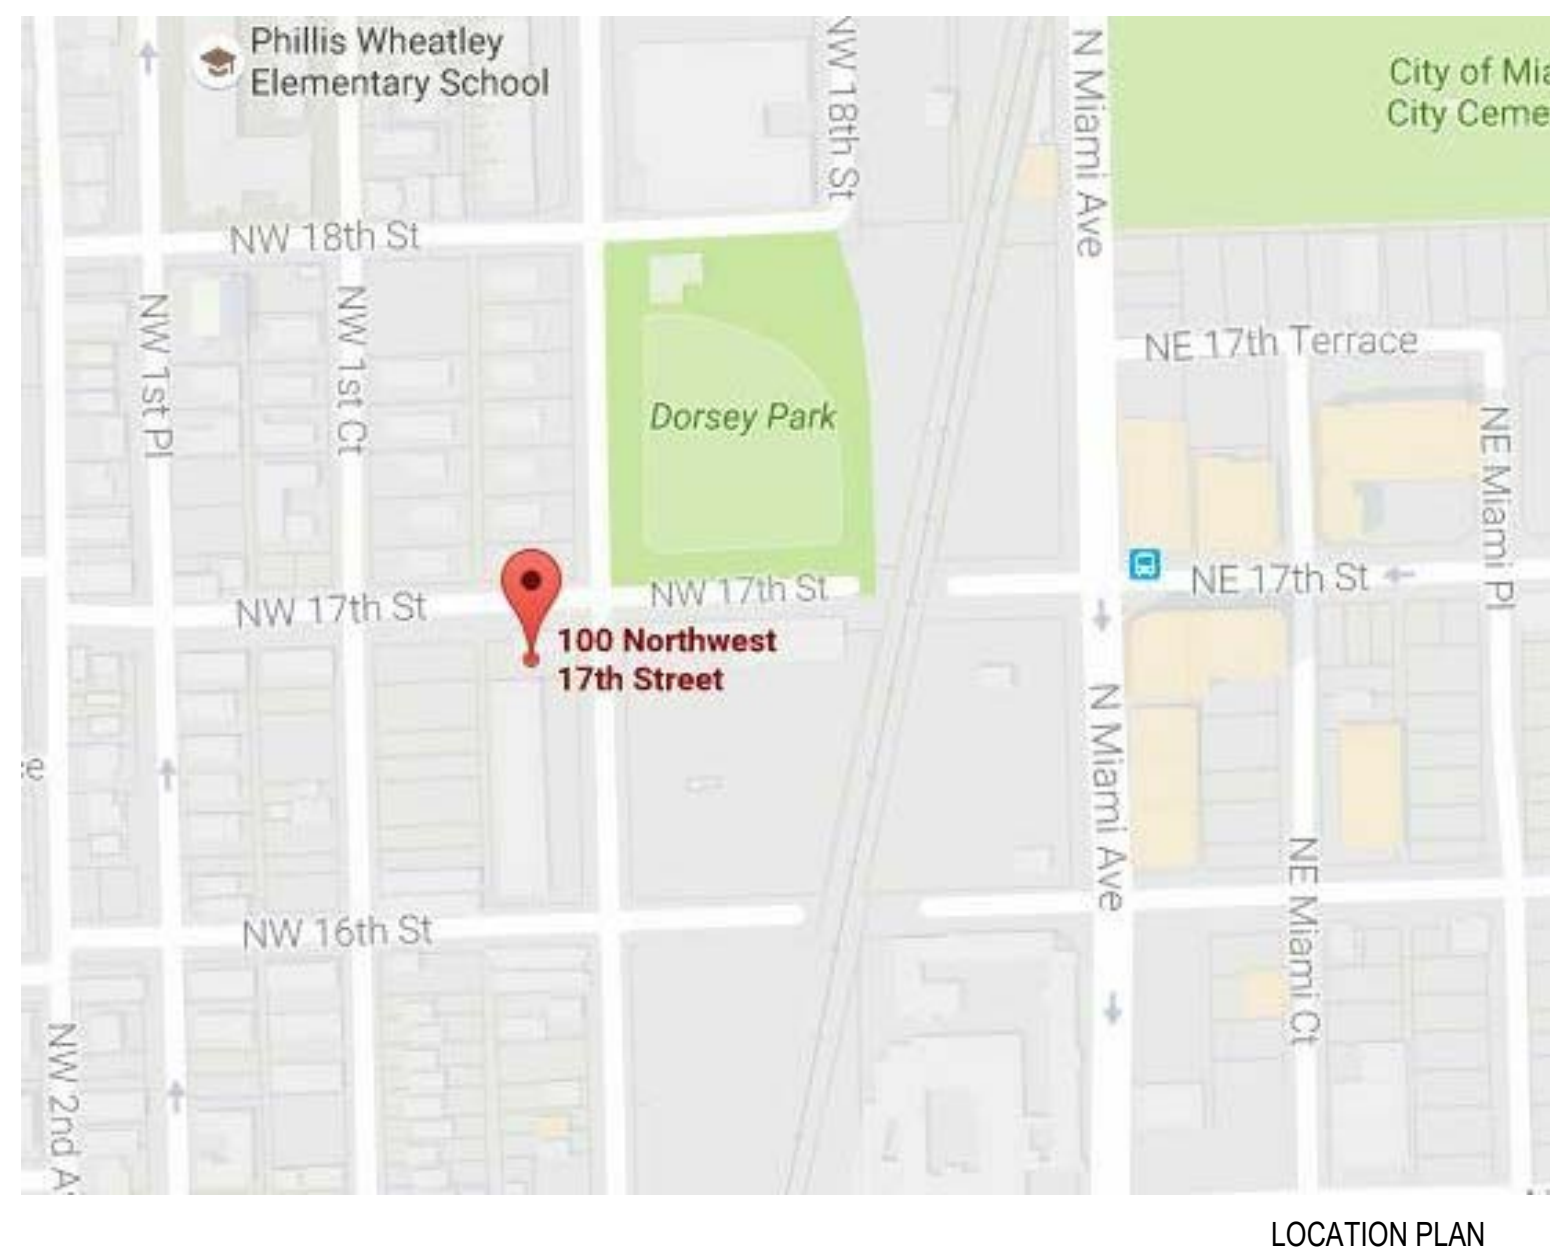 Phillis Wheatley
Elementary School
NW 18th St
N Miami Ave
City of Mia
City Ceme
NW 18th St
NW 1st Pl
NW 1st Ct
NE 17th Terrace
Dorsey Park
NE Miami Pl
NW 17th St
NW 17th St
NE 17th St
100 Northwest
17th Street
N Miami Ave
NW 16th St
NE Miami Ct
NW 2nd A
LOCATION PLAN